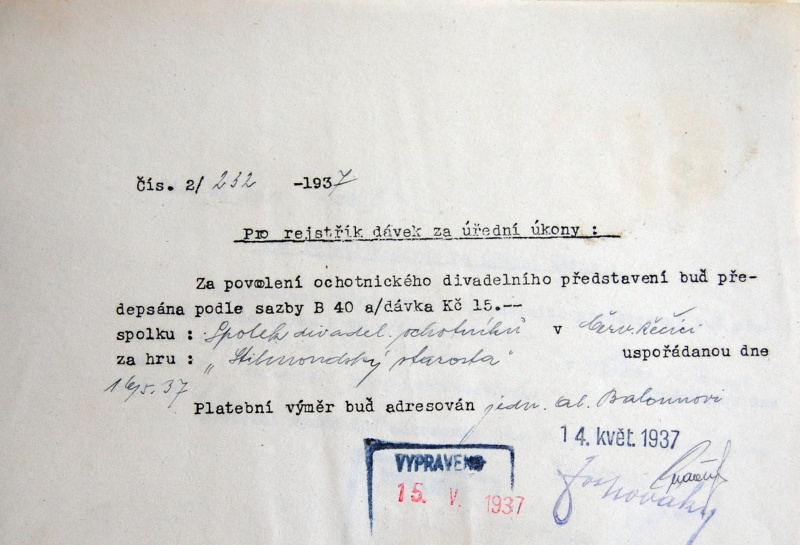 čís. 2/ 232 -1937
Pro rejstřík dávek za úřední úkony :
Za povolení ochotnického divadelního představení buď pře-
depsána podle sazby B 40 a/dávka Kč 15.--
spolku : Spolek divadel. ochotníků v Červ. Řečici
za hru : „Stilmondský starosta" uspořádanou dne
16/5.37
Platební výměr buď adresován jedn. al. Balounovi
14. květ. 1937
VYPRAVENO
15. V. 1937